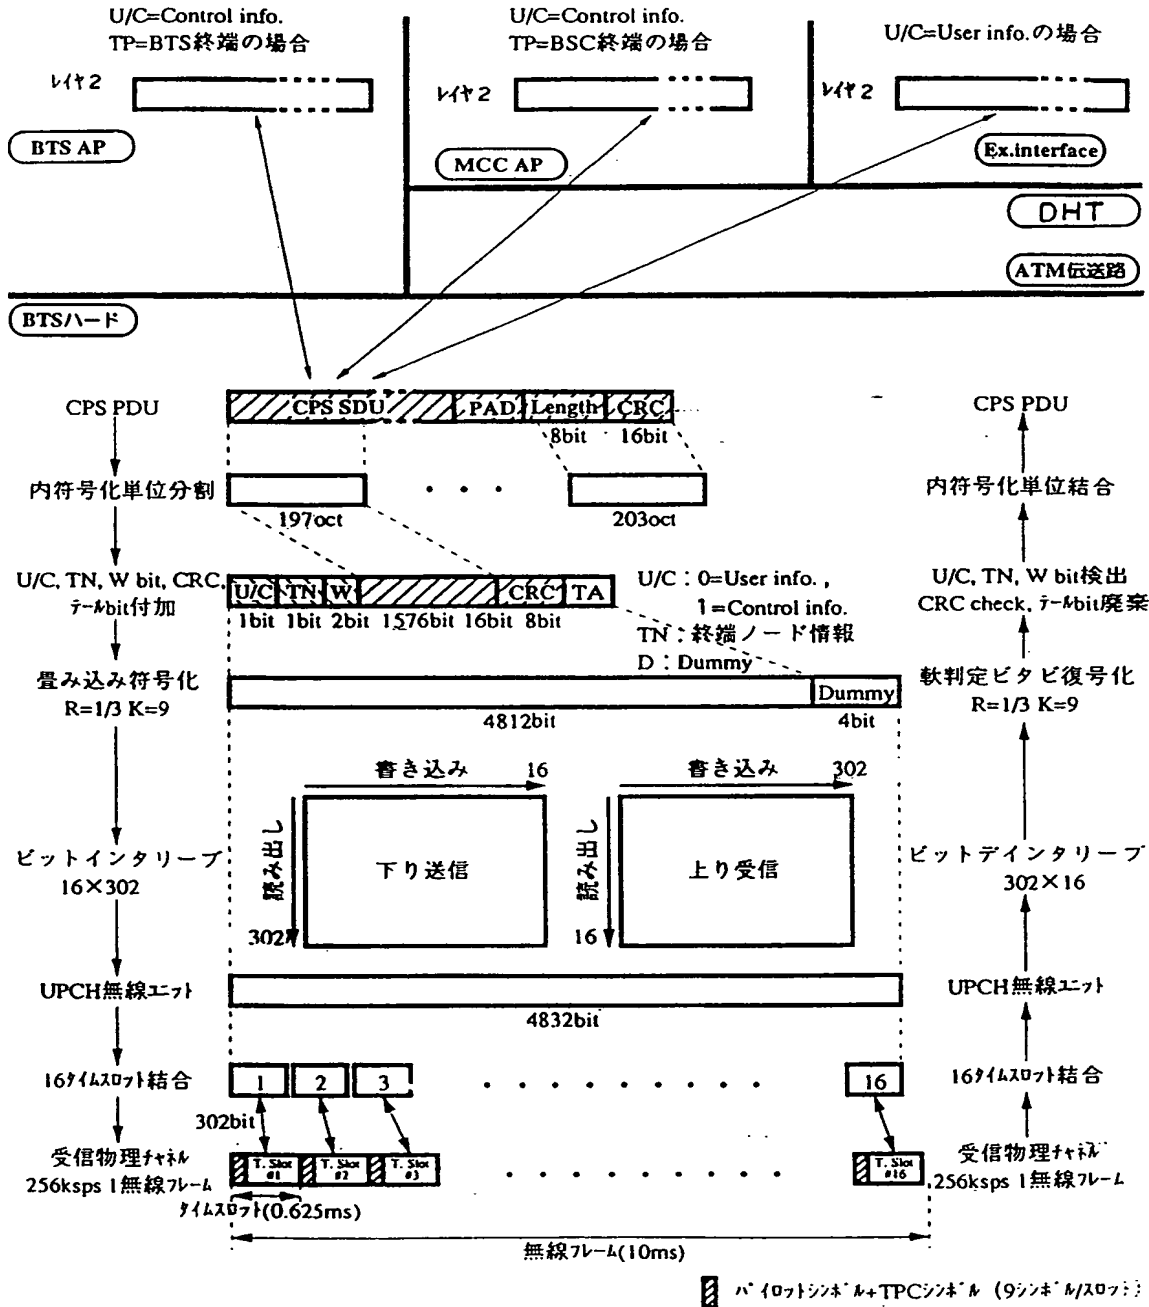 U/C=Control info.
TP=BTS終端の場合
U/C=Control info.
TP=BSC終端の場合
U/C=User info.の場合
レイヤ2
レイヤ2
レイヤ2
BTS AP
MCC AP
Ex.interface
DHT
ATM伝送路
BTSハード
CPS PDU
CPS SDU PAD Length CRC
8bit 16bit
CPS PDU
内符号化単位分割
197oct
・ ・ ・
203oct
内符号化単位結合
U/C, TN, W bit, CRC,
テールbit付加
U/C TN W CRC TA
1bit 1bit 2bit 1576bit 16bit 8bit
U/C:0=User info. ,
1=Control info.
TN:終端ノード情報
D:Dummy
U/C, TN, W bit検出
CRC check, テールbit廃棄
畳み込み符号化
R=1/3 K=9
Dummy
4812bit 4bit
軟判定ビタビ復号化
R=1/3 K=9
書き込み 16
読み出し
下り送信
302
書き込み 302
読み出し
上り受信
16
ビットインタリーブ
16×302
ビットデインタリーブ
302×16
UPCH無線ユニット
4832bit
UPCH無線ユニット
16タイムスロット結合
1 2 3 ・ ・ ・ ・ ・ ・ ・ ・ ・ 16
16タイムスロット結合
302bit
受信物理チャネル
256ksps 1無線フレーム
T. Slot #1
T. Slot #2
T. Slot #3
T. Slot #16
受信物理チャネル
256ksps 1無線フレーム
タイムスロット(0.625ms)
無線フレーム(10ms)
パイロットシンボル+TPCシンボル (9シンボル/スロット)